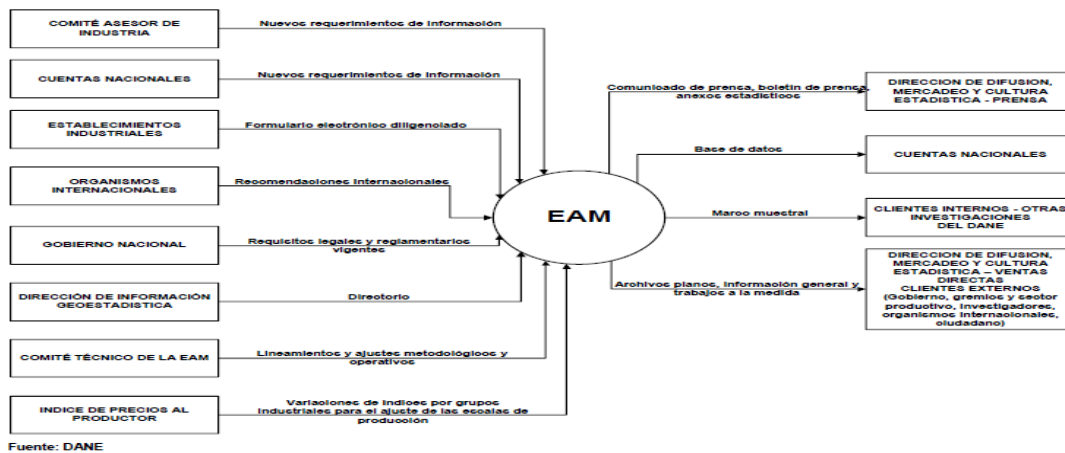 COMITÉ ASESOR DE
INDUSTRIA
Nuevos requerimientos de información
CUENTAS NACIONALES
Nuevos requerimientos de información
ESTABLECIMIENTOS
INDUSTRIALES
Formulario electrónico diligenciado
ORGANISMOS
INTERNACIONALES
Recomendaciones internacionales
GOBIERNO NACIONAL
Requisitos legales y reglamentarios
vigentes
DIRECCIÓN DE INFORMACIÓN
GEOESTADISTICA
Directorio
COMITÉ TÉCNICO DE LA EAM
Lineamientos y ajustes metodológicos y
operativos
INDICE DE PRECIOS AL
PRODUCTOR
Variaciones de índices por grupos
industriales para el ajuste de las escalas de
producción
EAM
Comunicado de prensa, boletín de prensa,
anexos estadísticos
DIRECCION DE DIFUSION,
MERCADEO Y CULTURA
ESTADISTICA - PRENSA
Base de datos
CUENTAS NACIONALES
Marco muestral
CLIENTES INTERNOS - OTRAS
INVESTIGACIONES
DEL DANE
Archivos planos, información general y
trabajos a la medida
DIRECCION DE DIFUSION,
MERCADEO Y CULTURA
ESTADISTICA – VENTAS
DIRECTAS
CLIENTES EXTERNOS
(Gobierno, gremios y sector
productivo, investigadores,
organismos internacionales,
ciudadano)
Fuente: DANE